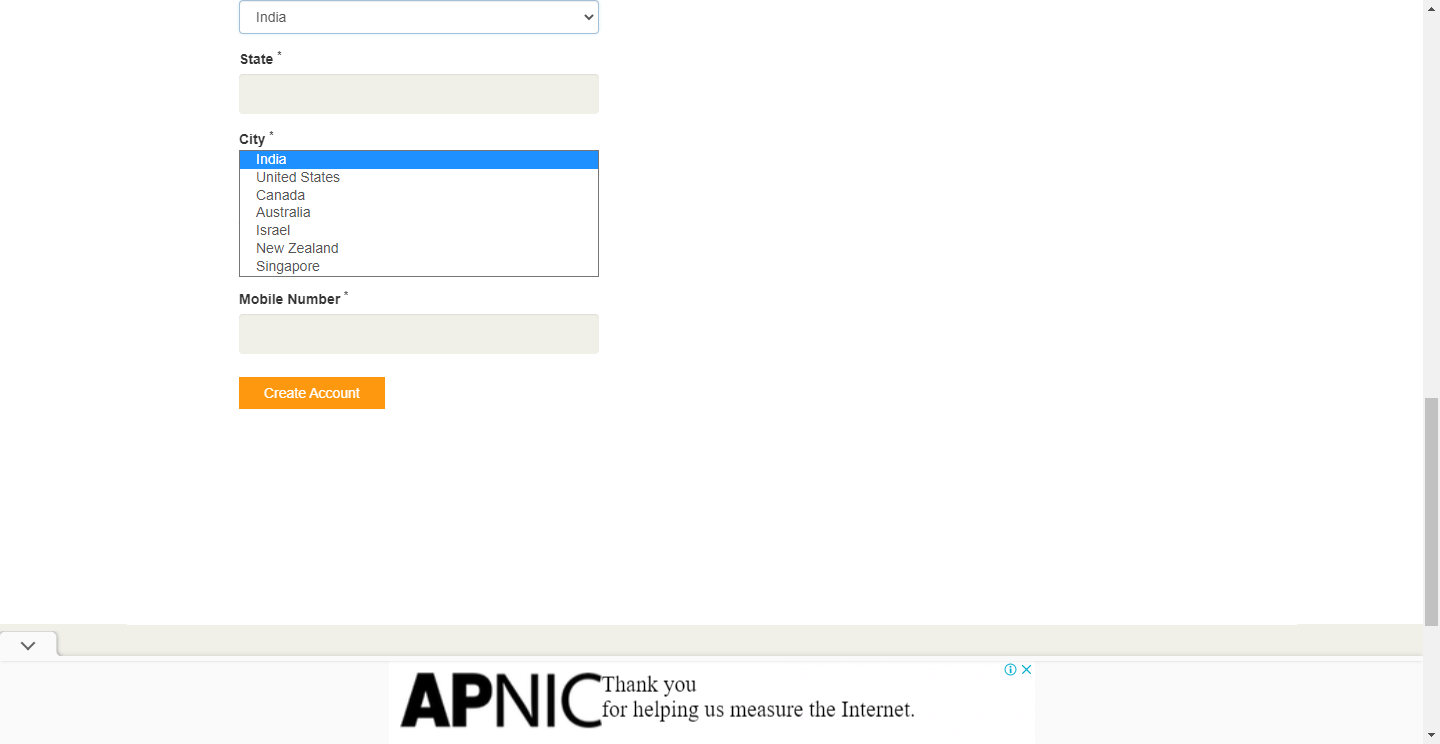 India
State *
City *
India
United States
Canada
Australia
Israel
New Zealand
Singapore
Mobile Number *
Create Account
APNIC
Thank you
for helping us measure the Internet.